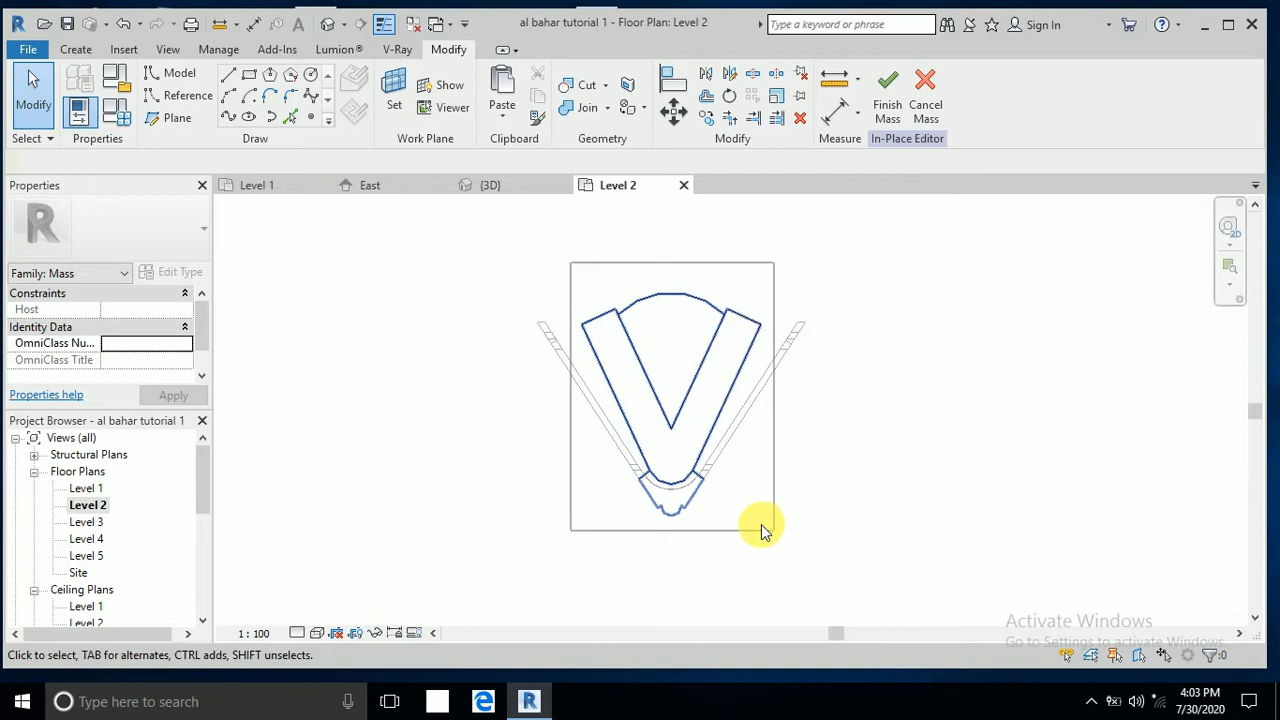 al bahar tutorial 1 - Floor Plan: Level 2
Type a keyword or phrase
Sign In
File Create Insert View Manage Add-Ins Lumion® V-Ray Modify
Modify
Model
Reference
Plane
Set
Show
Viewer
Paste
Cut
Join
Finish Mass
Cancel Mass
Select Properties Draw Work Plane Clipboard Geometry Modify Measure In-Place Editor
Properties
Level 1 East {3D} Level 2
R
Family: Mass Edit Type
Constraints
Host
Identity Data
OmniClass Nu...
OmniClass Title
Properties help Apply
Project Browser - al bahar tutorial 1
Views (all)
Structural Plans
Floor Plans
Level 1
Level 2
Level 3
Level 4
Level 5
Site
Ceiling Plans
Level 1
Level 2
2D
1 : 100
Activate Windows
Go to Settings to activate Windows.
Click to select, TAB for alternates, CTRL adds, SHIFT unselects.
:0
Type here to search
4:03 PM
7/30/2020